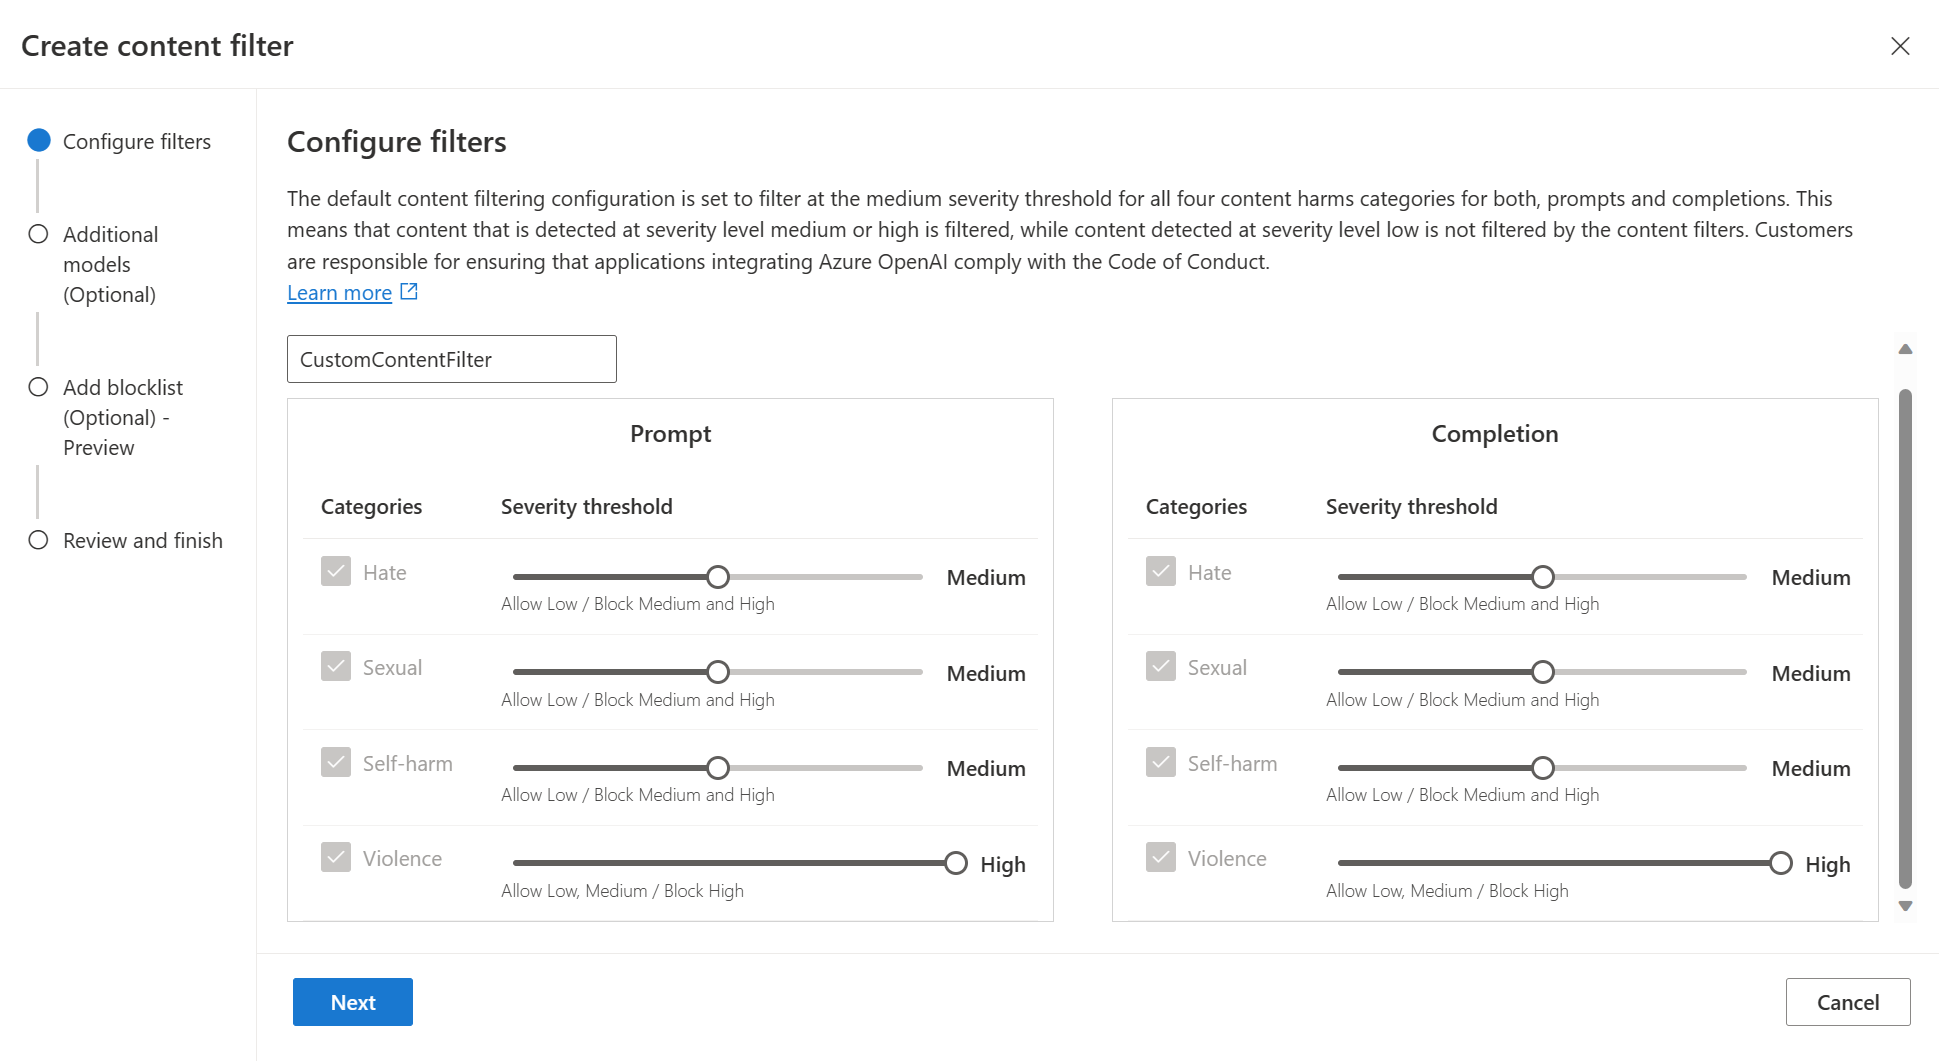 Create content filter
Configure filters
Additional
models
(Optional)
Add blocklist
(Optional) -
Preview
Review and finish
Configure filters
The default content filtering configuration is set to filter at the medium severity threshold for all four content harms categories for both, prompts and completions. This
means that content that is detected at severity level medium or high is filtered, while content detected at severity level low is not filtered by the content filters. Customers
are responsible for ensuring that applications integrating Azure OpenAI comply with the Code of Conduct.
Learn more
CustomContentFilter
Prompt
Categories Severity threshold
Hate Medium
Allow Low / Block Medium and High
Sexual Medium
Allow Low / Block Medium and High
Self-harm Medium
Allow Low / Block Medium and High
Violence High
Allow Low, Medium / Block High
Completion
Categories Severity threshold
Hate Medium
Allow Low / Block Medium and High
Sexual Medium
Allow Low / Block Medium and High
Self-harm Medium
Allow Low / Block Medium and High
Violence High
Allow Low, Medium / Block High
Next
Cancel